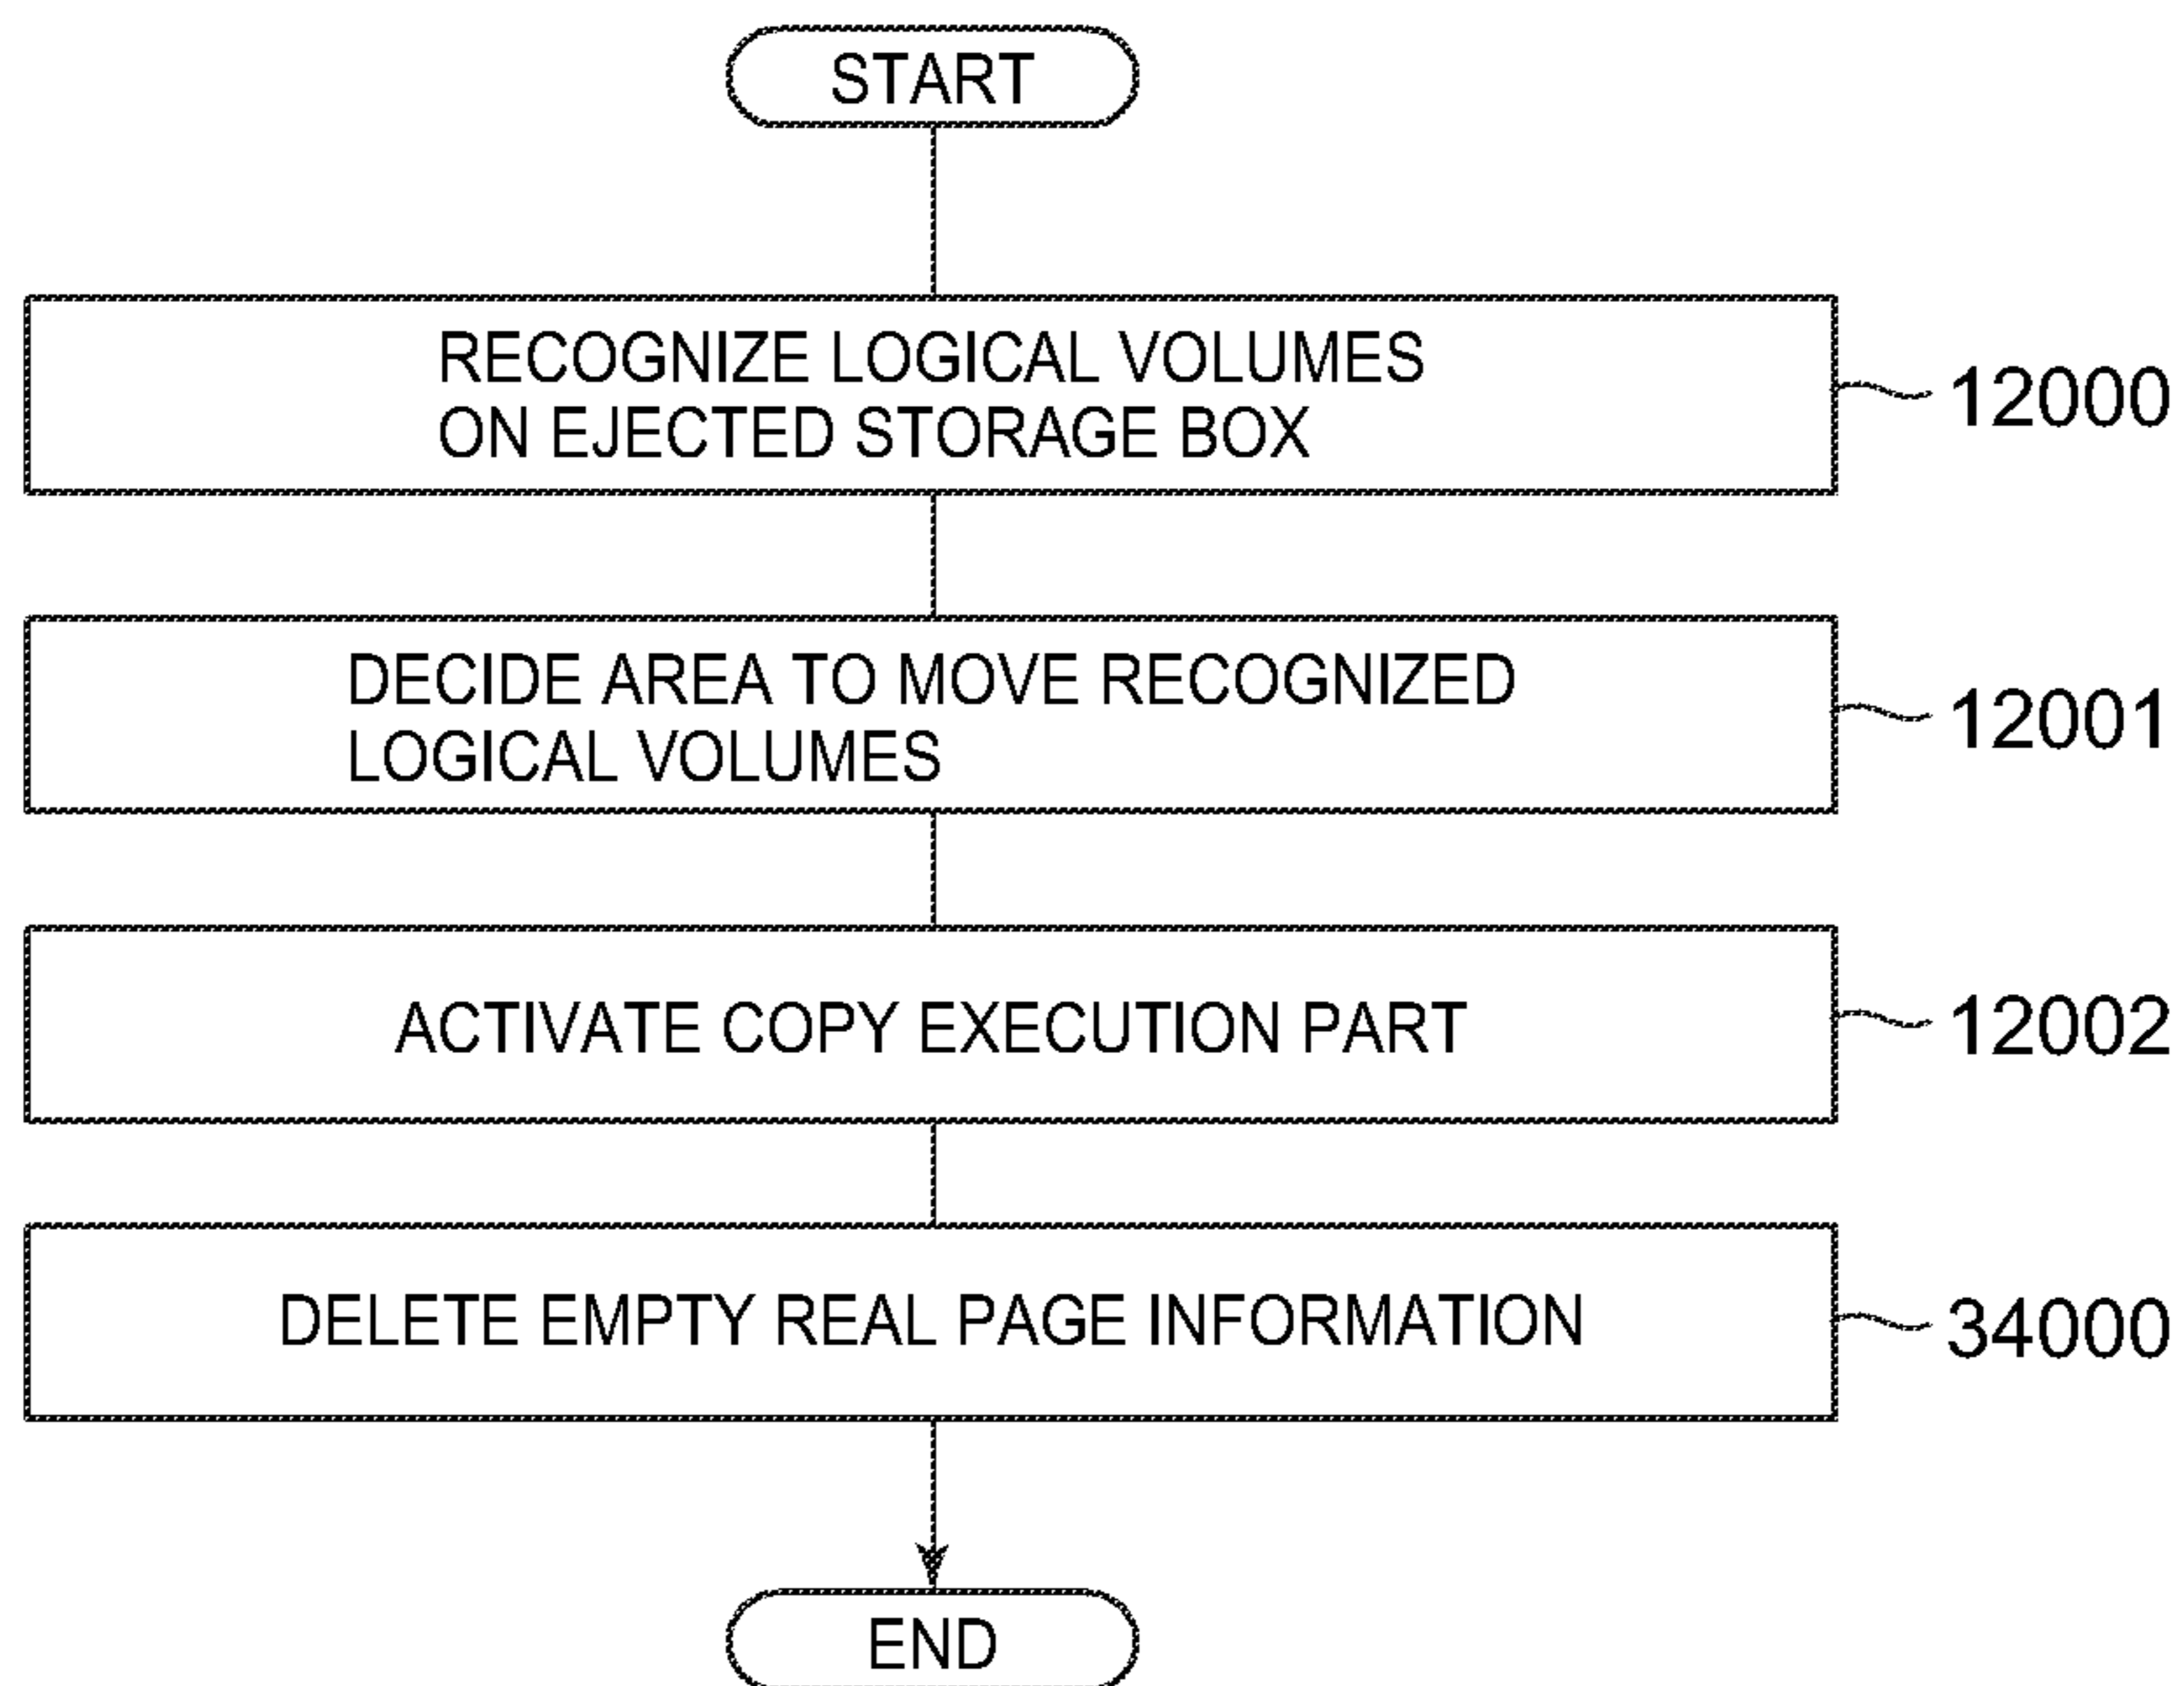 START
RECOGNIZE LOGICAL VOLUMES
ON EJECTED STORAGE BOX
12000
DECIDE AREA TO MOVE RECOGNIZED
LOGICAL VOLUMES
12001
ACTIVATE COPY EXECUTION PART
12002
DELETE EMPTY REAL PAGE INFORMATION
34000
END